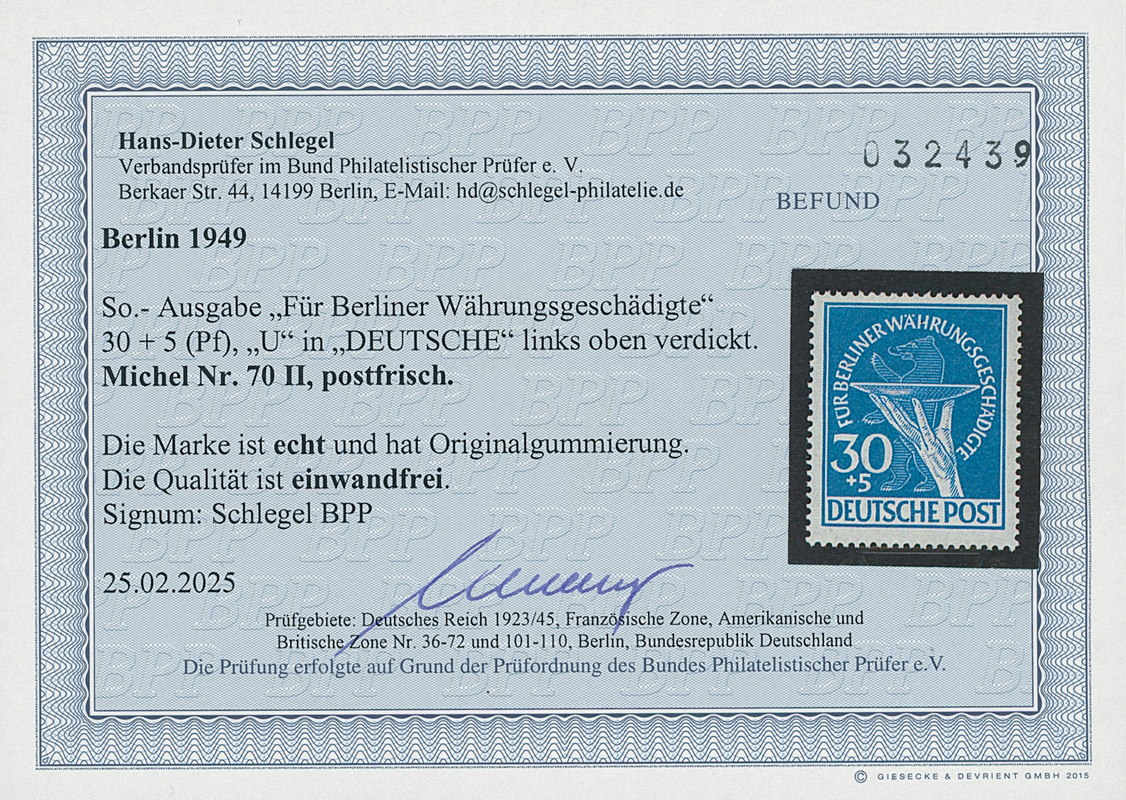 Hans-Dieter Schlegel
Verbandsprüfer im Bund Philatelistischer Prüfer e. V.
Berkaer Str. 44, 14199 Berlin, E-Mail: hd@schlegel-philatelie.de
032439
BEFUND
Berlin 1949
So.- Ausgabe „Für Berliner Währungsgeschädigte“
30 + 5 (Pf), „U“ in „DEUTSCHE“ links oben verdickt.
Michel Nr. 70 II, postfrisch.
Die Marke ist echt und hat Originalgummierung.
Die Qualität ist einwandfrei.
Signum: Schlegel BPP
25.02.2025
FÜR BERLINER WÄHRUNGSGESCHÄDIGTE
30
+5
DEUTSCHE POST
Prüfgebiete: Deutsches Reich 1923/45, Französische Zone, Amerikanische und
Britische Zone Nr. 36-72 und 101-110, Berlin, Bundesrepublik Deutschland
Die Prüfung erfolgte auf Grund der Prüfordnung des Bundes Philatelistischer Prüfer e.V.
© GIESECKE & DEVRIENT GMBH 2015